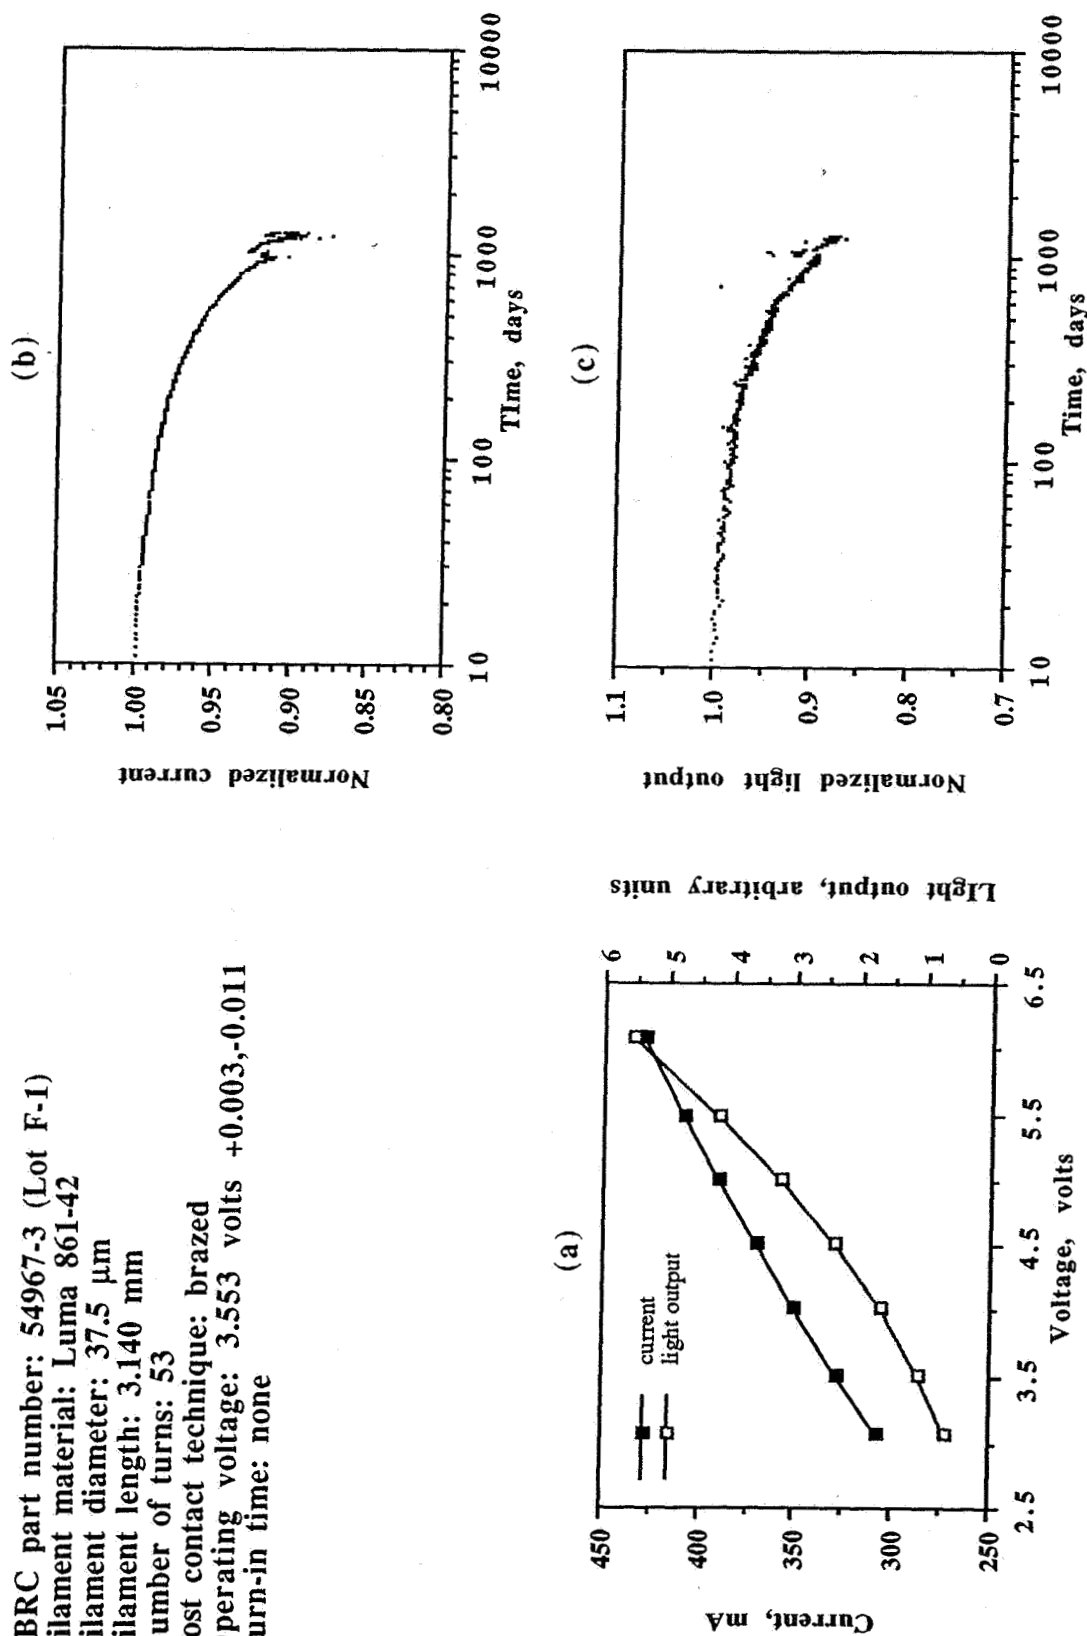 BRC part number: 54967-3 (Lot F-1)
ilament material: Luma 861-42
ilament diameter: 37.5 µm
ilament length: 3.140 mm
umber of turns: 53
ost contact technique: brazed
perating voltage: 3.553 volts +0.003,-0.011
urn-in time: none
(a)
current
light output
Current, mA
450
400
350
300
250
LIght output, arbitrary units
6
5
4
3
2
1
0
2.5
3.5
4.5
5.5
6.5
Voltage, volts
(b)
Normalized current
1.05
1.00
0.95
0.90
0.85
0.80
10
100
1000
10000
TIme, days
(c)
Normalized light output
1.1
1.0
0.9
0.8
0.7
10
100
1000
10000
Time, days